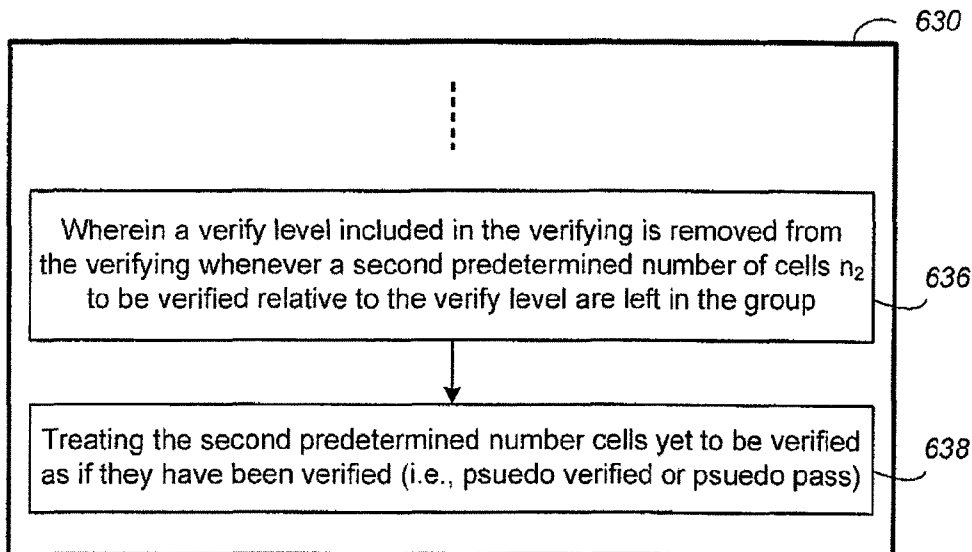 630
Wherein a verify level included in the verifying is removed from
the verifying whenever a second predetermined number of cells n₂
to be verified relative to the verify level are left in the group
636
Treating the second predetermined number cells yet to be verified
as if they have been verified (i.e., psuedo verified or psuedo pass)
638